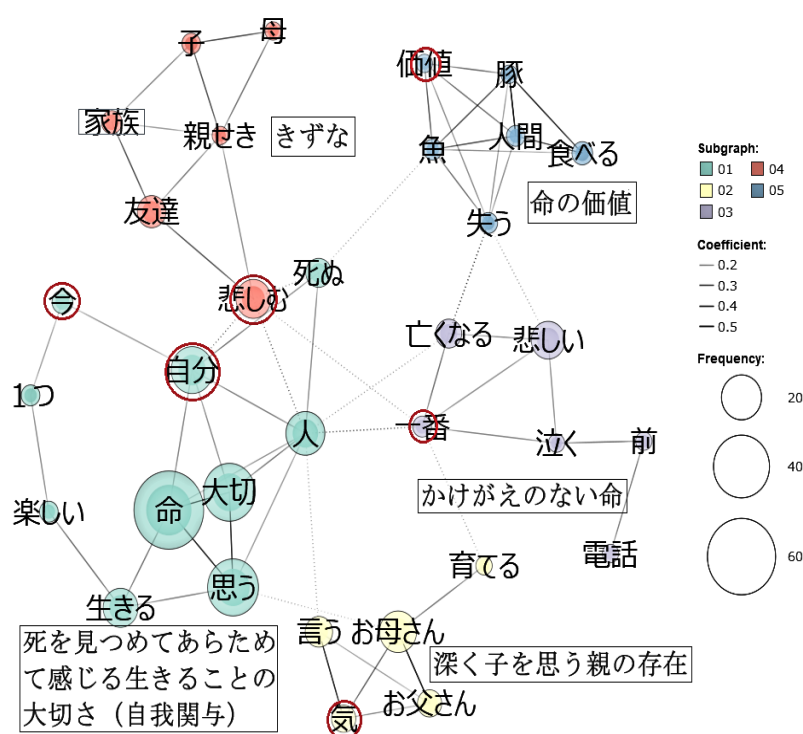 母
子
価値
豚
家族
親せき
きずな
魚
人間
食べる
友達
命の価値
失う
死ぬ
悲しむ
今
亡くなる
悲しい
自分
1つ
人
一番
泣く
前
大切
命
かけがえのない命
楽しい
電話
育てる
思う
生きる
言う
お母さん
死を見つめてあらため
て感じる生きることの
大切さ（自我関与）
深く子を思う親の存在
お父さん
気
Subgraph:
01
04
02
05
03
Coefficient:
0.2
0.3
0.4
0.5
Frequency:
20
40
60